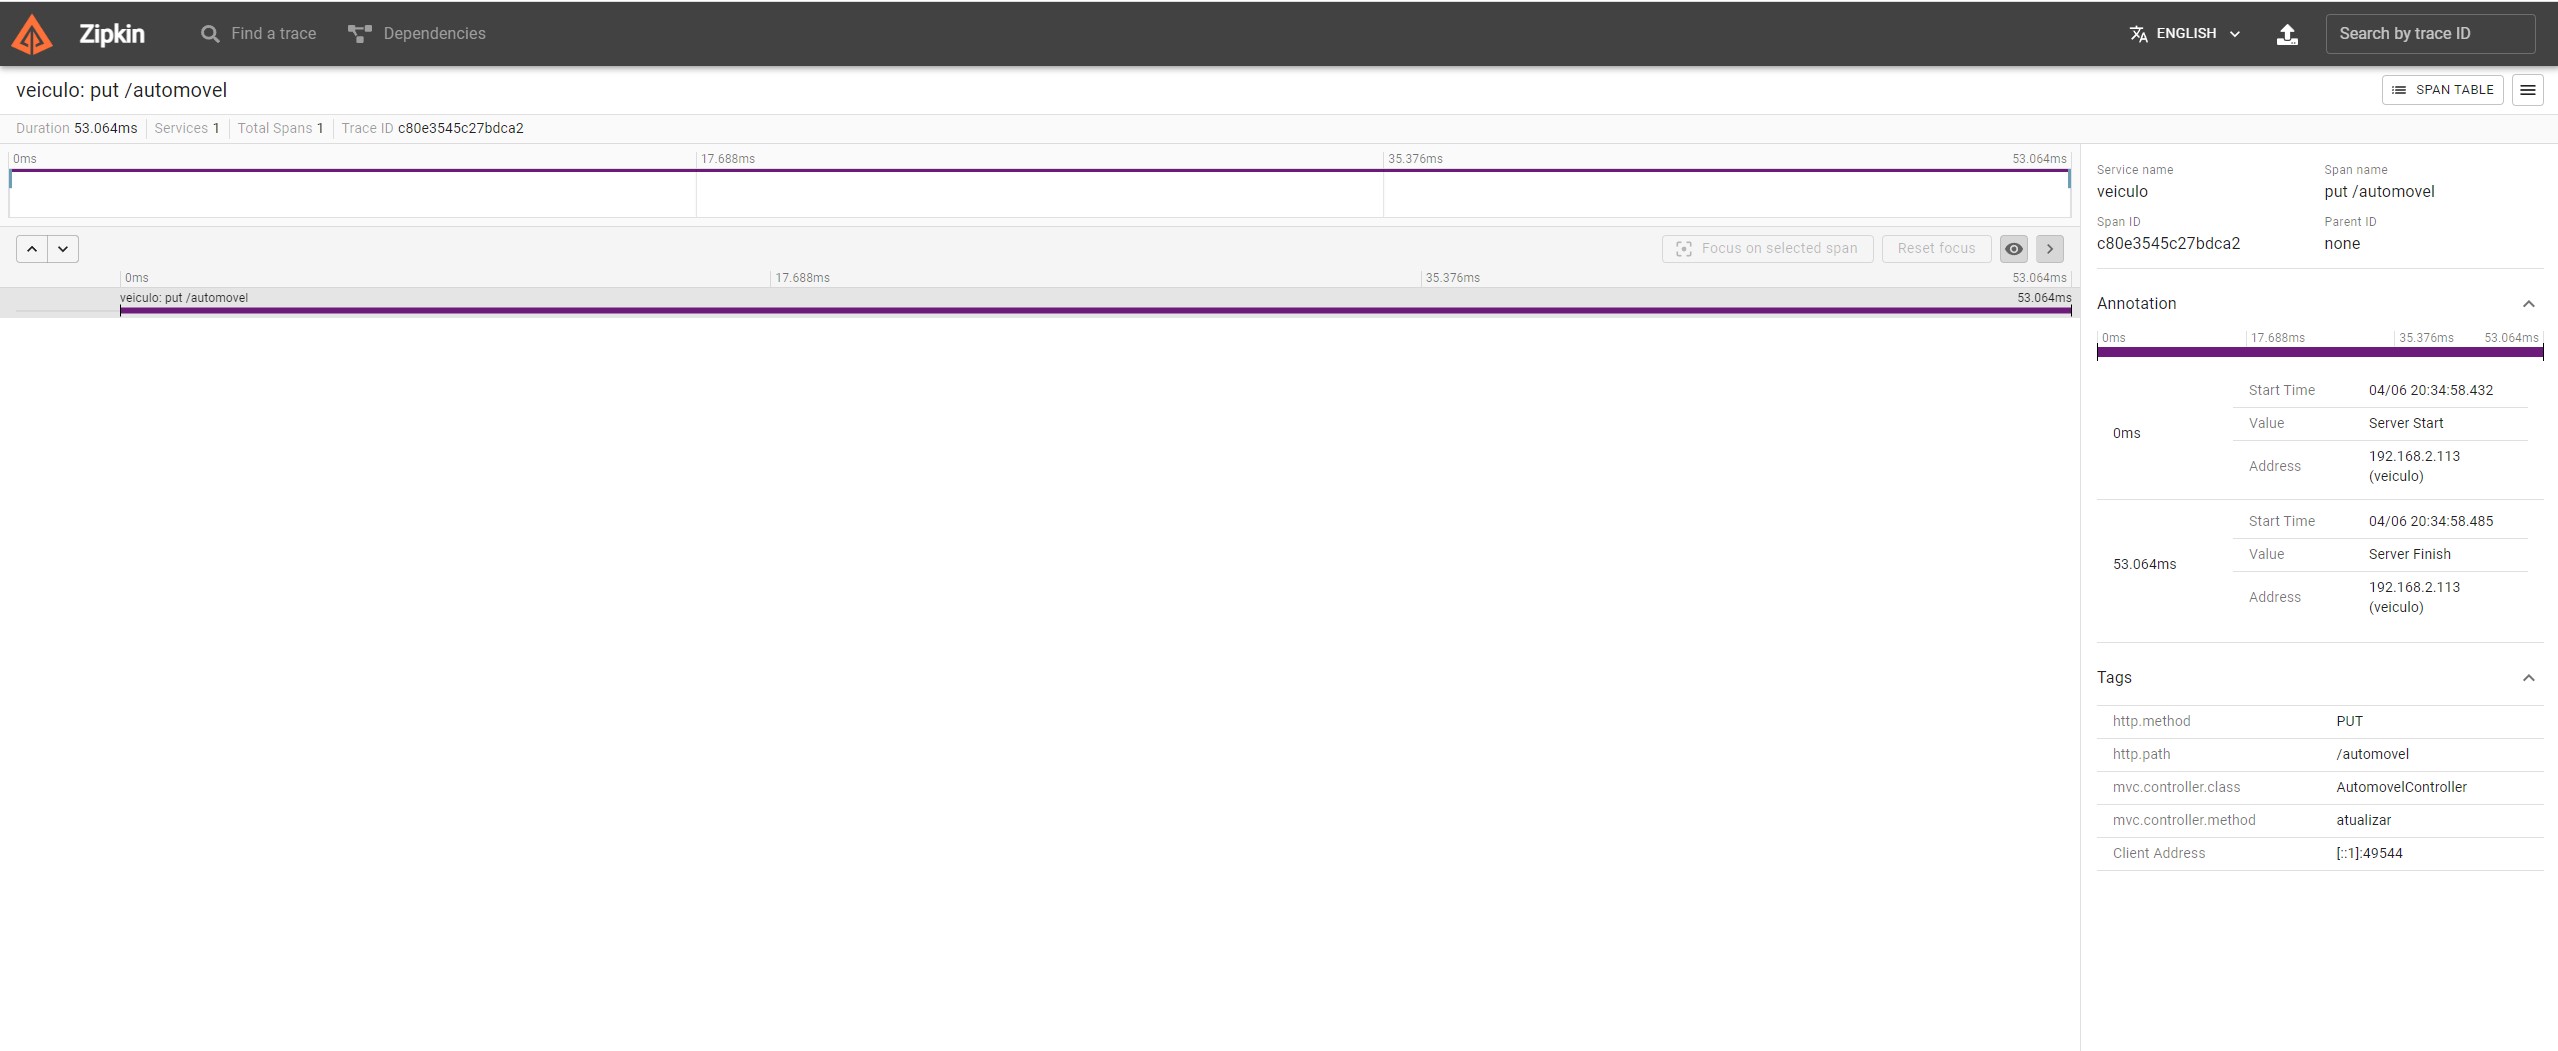 Zipkin Find a trace Dependencies ENGLISH Search by trace ID
veiculo: put /automovel SPAN TABLE
Duration 53.064ms Services 1 Total Spans 1 Trace ID c80e3545c27bdca2
0ms 17.688ms 35.376ms 53.064ms
Focus on selected span Reset focus
0ms 17.688ms 35.376ms 53.064ms
veiculo: put /automovel 53.064ms
Service name Span name
veiculo put /automovel
Span ID Parent ID
c80e3545c27bdca2 none
Annotation
0ms 17.688ms 35.376ms 53.064ms
Start Time 04/06 20:34:58.432
0ms
Value Server Start
Address 192.168.2.113
(veiculo)
Start Time 04/06 20:34:58.485
53.064ms
Value Server Finish
Address 192.168.2.113
(veiculo)
Tags
http.method PUT
http.path /automovel
mvc.controller.class AutomovelController
mvc.controller.method atualizar
Client Address [::1]:49544